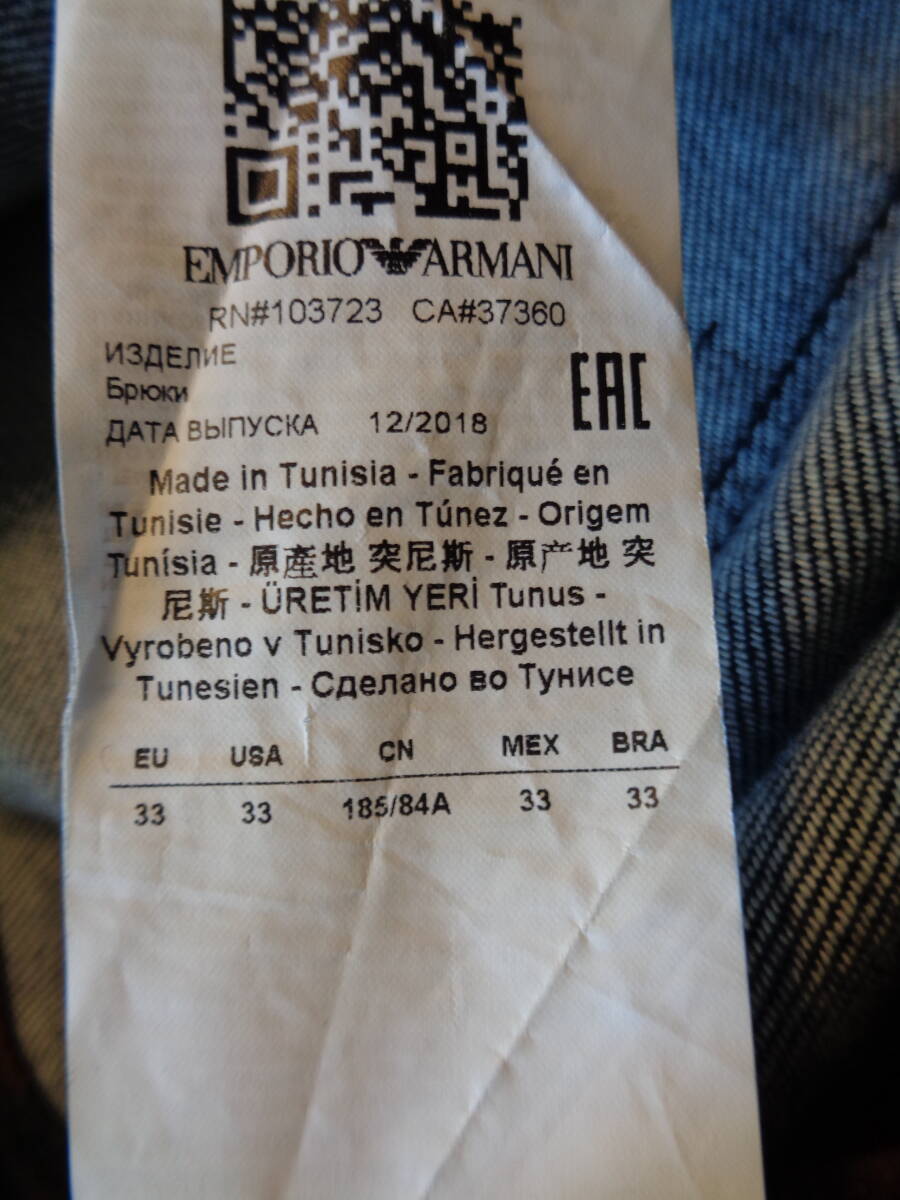 EMPORIO ARMANI
RN#103723 CA#37360
ИЗДЕЛИЕ
Брюки
EAC
ДАТА ВЫПУСКА 12/2018
Made in Tunisia - Fabriqué en
Tunisie - Hecho en Túnez - Origem
Tunísia - 原產地 突尼斯 - 原产地 突
尼斯 - ÜRETİM YERİ Tunus -
Vyrobeno v Tunisko - Hergestellt in
Tunesien - Сделано во Тунисе
EU USA CN MEX BRA
33 33 185/84A 33 33